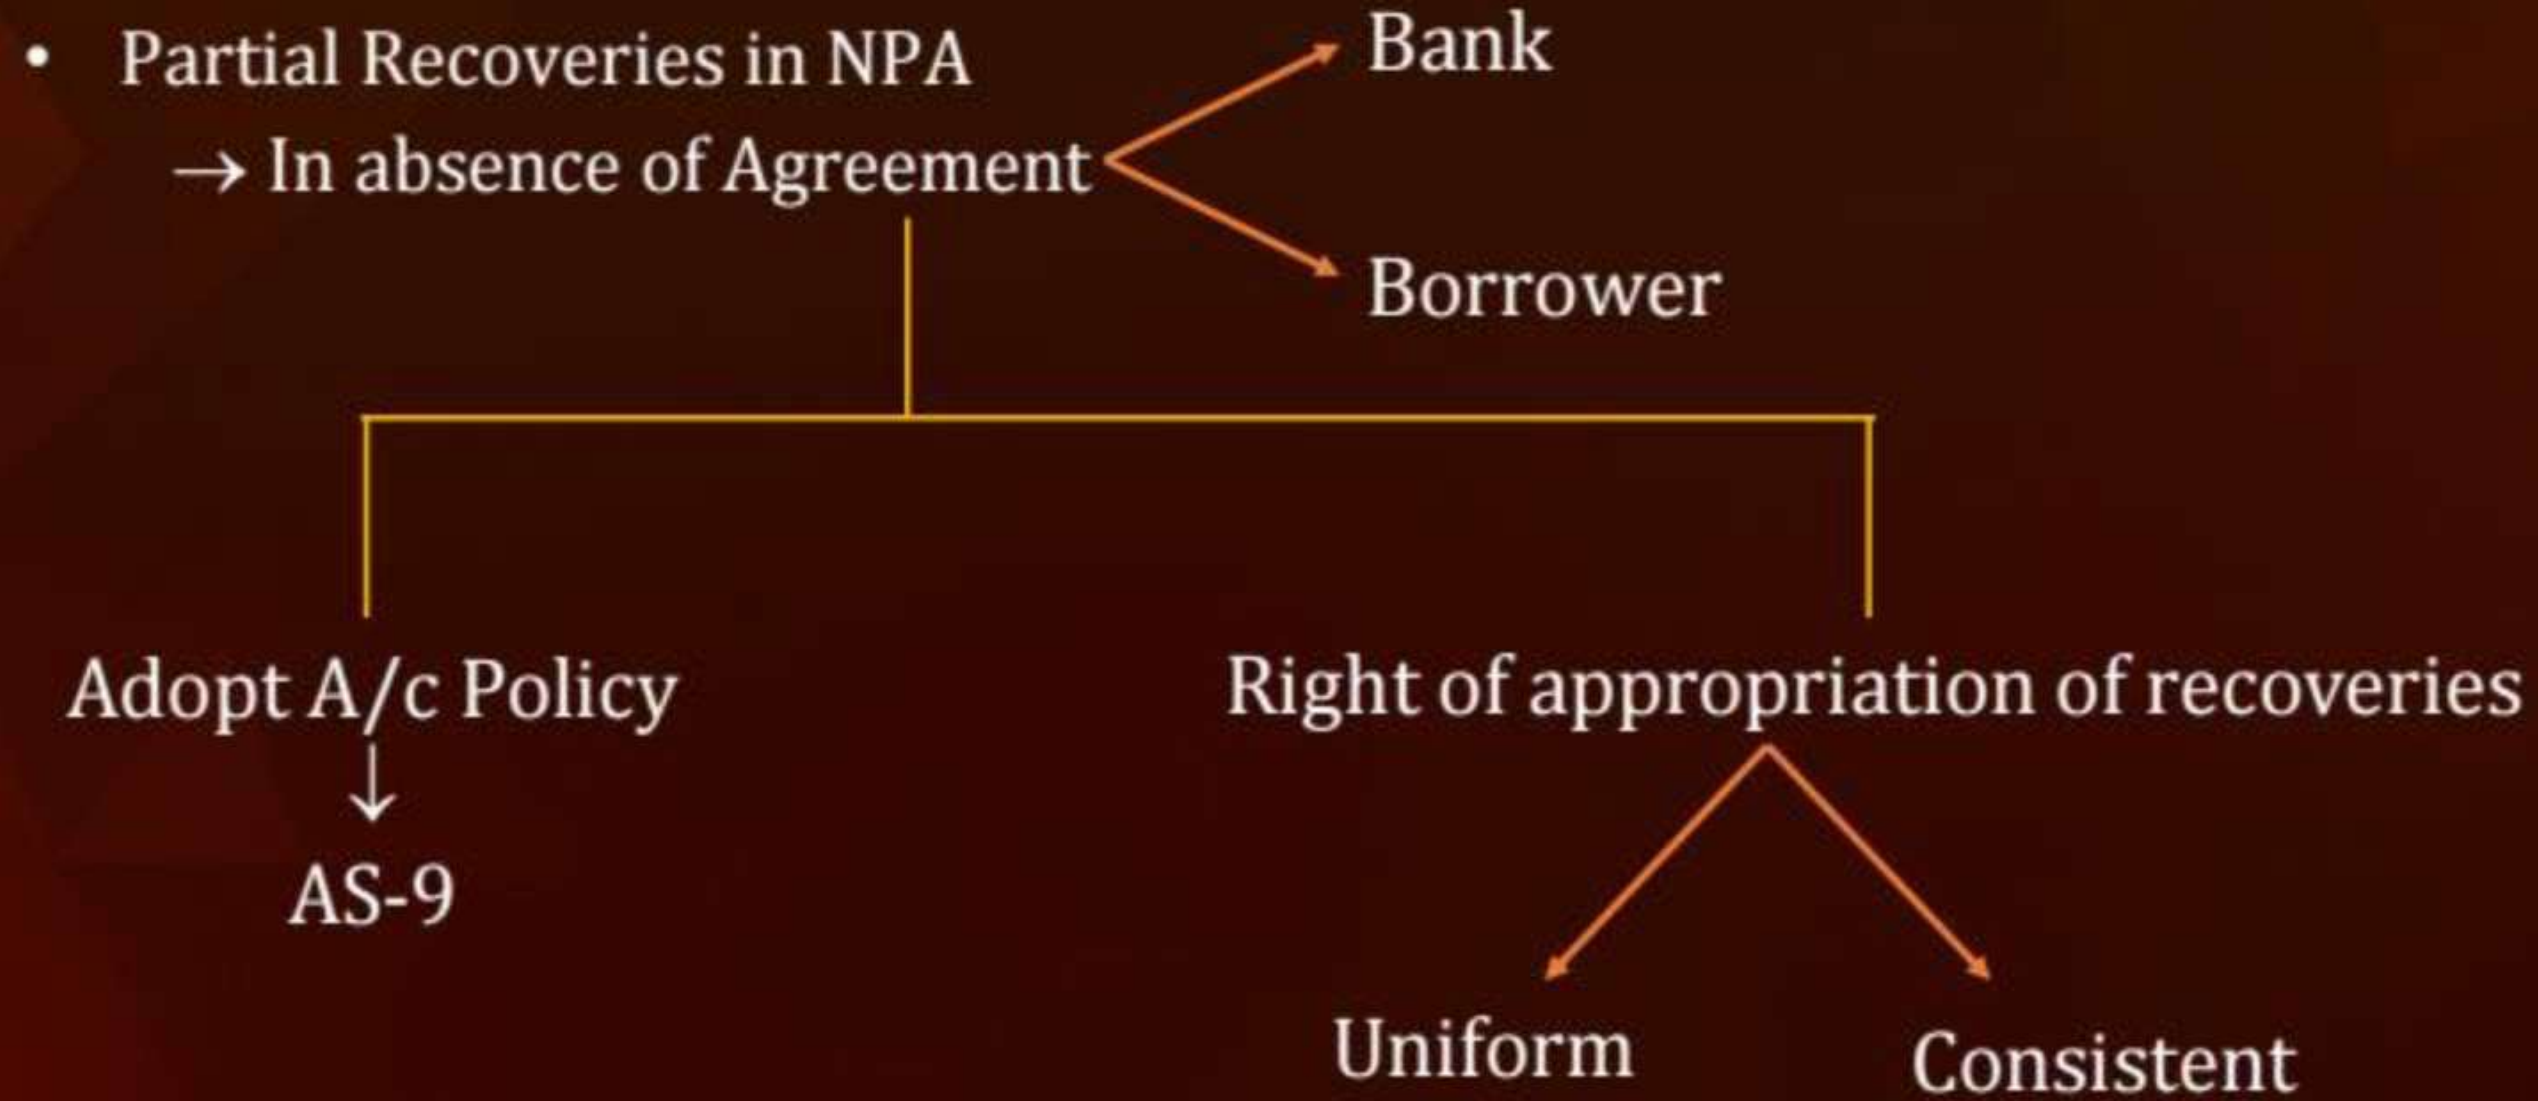 • Partial Recoveries in NPA
→ In absence of Agreement
Bank
Borrower
Adopt A/c Policy
↓
AS-9
Right of appropriation of recoveries
Uniform
Consistent